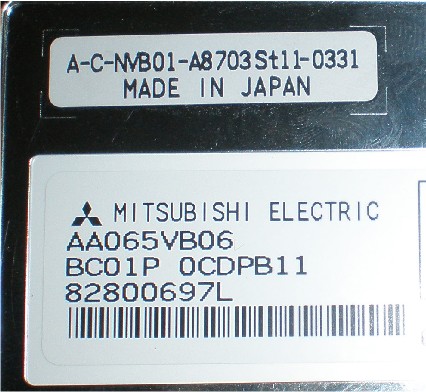 A-C-NVB01-A8703St11-0331
MADE IN JAPAN
MITSUBISHI ELECTRIC
AA065VB06
BC01P 0CDPB11
82800697L